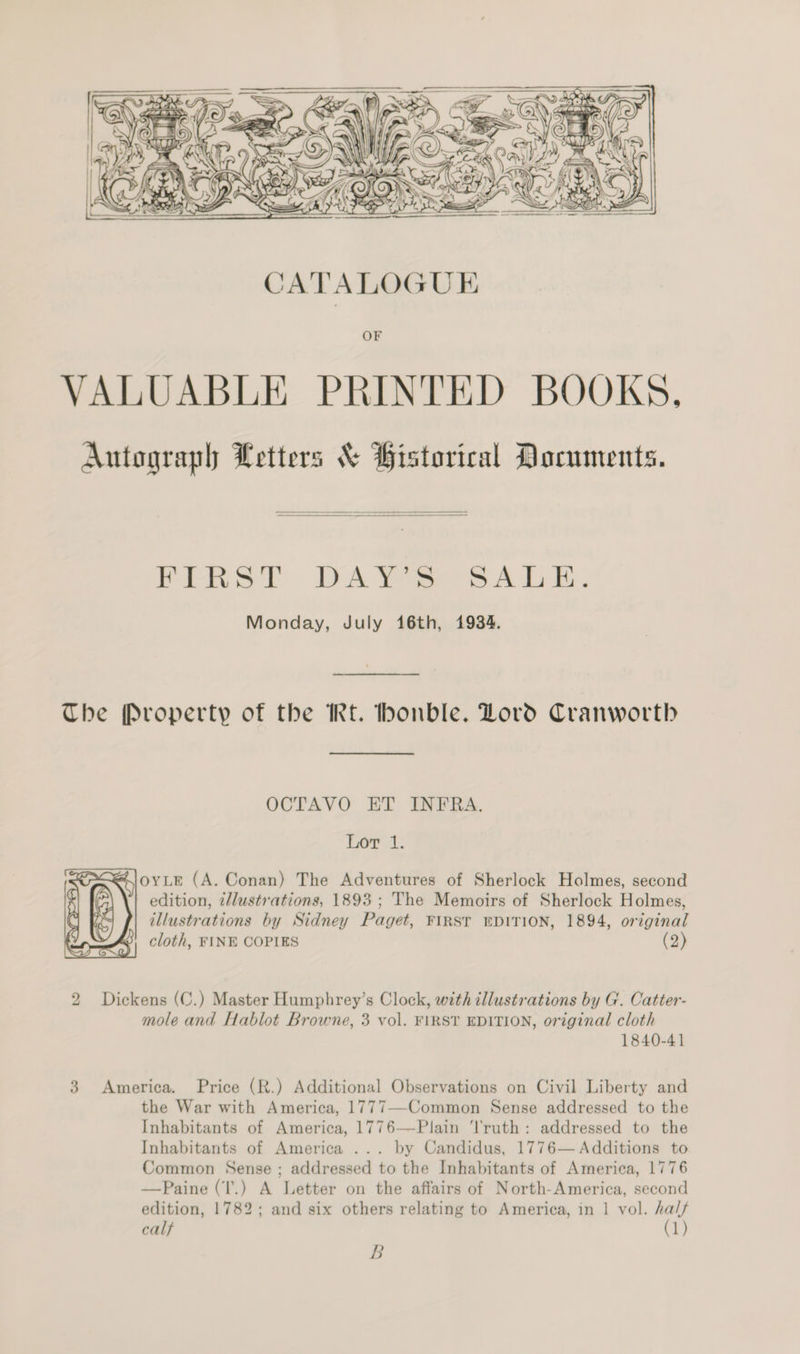 CATALOGUE
OF
VALUABLE PRINTED BOOKS,
Autograph Letters & Historical Documents.
FIRST DAY'S SALE.
Monday, July 16th, 1934.
The Property of the Rt. Honble. Lord Cranworth
OCTAVO ET INFRA.
LOT 1.
DOYLE (A. Conan) The Adventures of Sherlock Holmes, second
edition, illustrations, 1893; The Memoirs of Sherlock Holmes,
illustrations by Sidney Paget, FIRST EDITION, 1894, original
cloth, FINE COPIES (2)
2 Dickens (C.) Master Humphrey's Clock, with illustrations by G. Catter-
mole and Hablot Browne, 3 vol. FIRST EDITION, original cloth
1840-41
3 America. Price (R.) Additional Observations on Civil Liberty and
the War with America, 1777—Common Sense addressed to the
Inhabitants of America, 1776—Plain Truth: addressed to the
Inhabitants of America ... by Candidus, 1776—Additions to
Common Sense; addressed to the Inhabitants of America, 1776
—Paine (T.) A Letter on the affairs of North-America, second
edition, 1782; and six others relating to America, in 1 vol. half
calf (1)
B